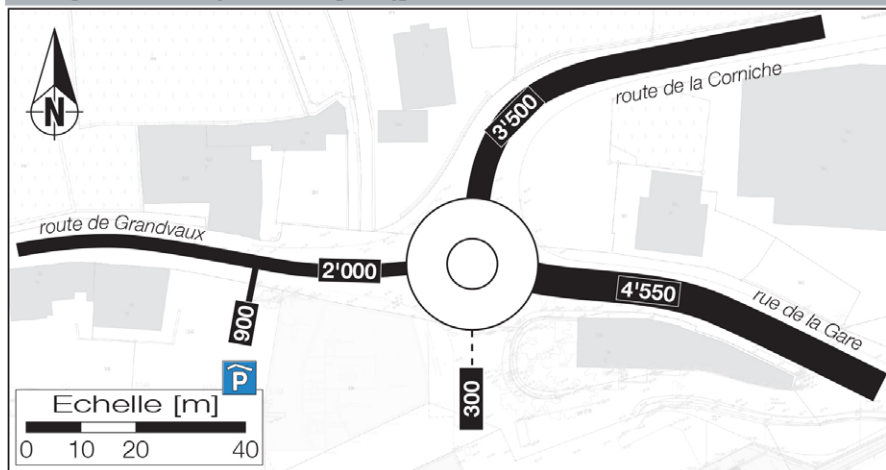 N
route de la Corniche
3'500
route de Grandvaux
2'000
4'550
rue de la Gare
900
P
300
Echelle [m]
0 10 20 40